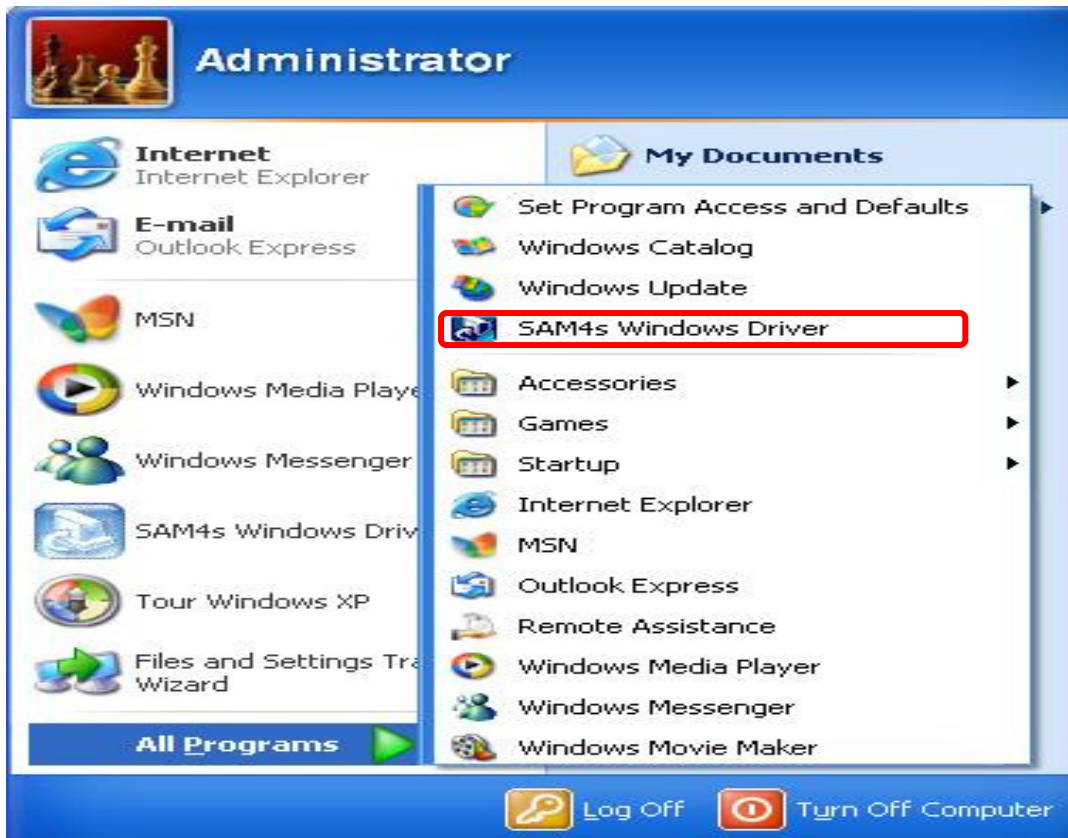 Administrator
Internet
Internet Explorer
E-mail
Outlook Express
MSN
Windows Media Playe
Windows Messenger
SAM4s Windows Driv
Tour Windows XP
Files and Settings Tra
Wizard
All Programs
My Documents
Set Program Access and Defaults
Windows Catalog
Windows Update
SAM4s Windows Driver
Accessories
Games
Startup
Internet Explorer
MSN
Outlook Express
Remote Assistance
Windows Media Player
Windows Messenger
Windows Movie Maker
Log Off
Turn Off Computer